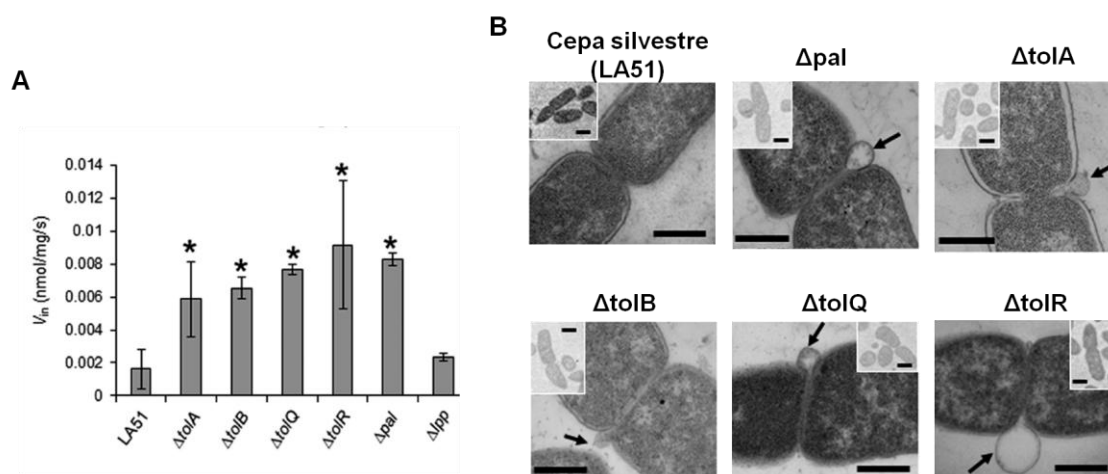 A
0.014
0.012
0.01
0.008
0.006
0.004
0.002
0
V_in (nmol/mg/s)
*
*
*
*
*
LA51
ΔtolA
ΔtolB
ΔtolQ
ΔtolR
Δpal
Δlpp
B
Cepa silvestre
(LA51)
Δpal
ΔtolA
ΔtolB
ΔtolQ
ΔtolR